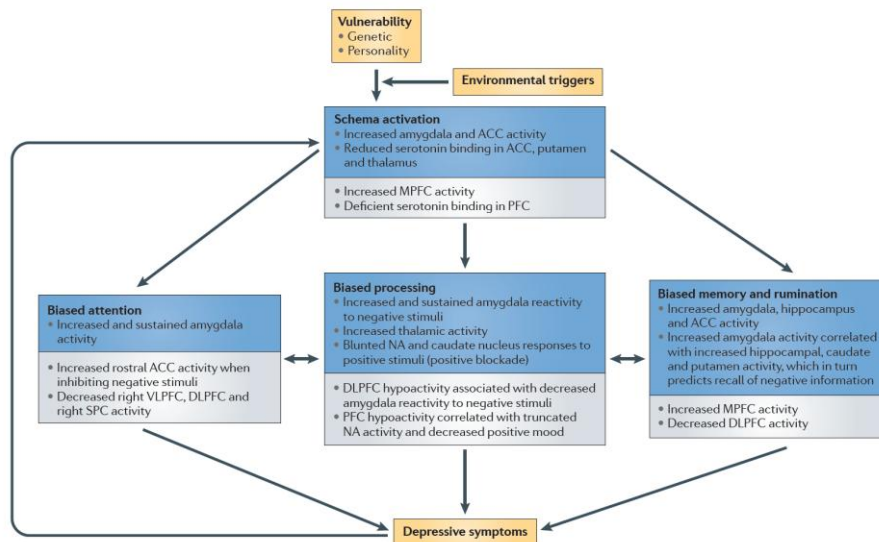 Vulnerability
• Genetic
• Personality
Environmental triggers
Schema activation
• Increased amygdala and ACC activity
• Reduced serotonin binding in ACC, putamen
and thalamus
• Increased MPFC activity
• Deficient serotonin binding in PFC
Biased attention
• Increased and sustained amygdala
activity
• Increased rostral ACC activity when
inhibiting negative stimuli
• Decreased right VLPFC, DLPFC and
right SPC activity
Biased processing
• Increased and sustained amygdala reactivity
to negative stimuli
• Increased thalamic activity
• Blunted NA and caudate nucleus responses to
positive stimuli (positive blockade)
• DLPFC hypoactivity associated with decreased
amygdala reactivity to negative stimuli
• PFC hypoactivity correlated with truncated
NA activity and decreased positive mood
Biased memory and rumination
• Increased amygdala, hippocampus
and ACC activity
• Increased amygdala activity correlated
with increased hippocampal, caudate
and putamen activity, which in turn
predicts recall of negative information
• Increased MPFC activity
• Decreased DLPFC activity
Depressive symptoms